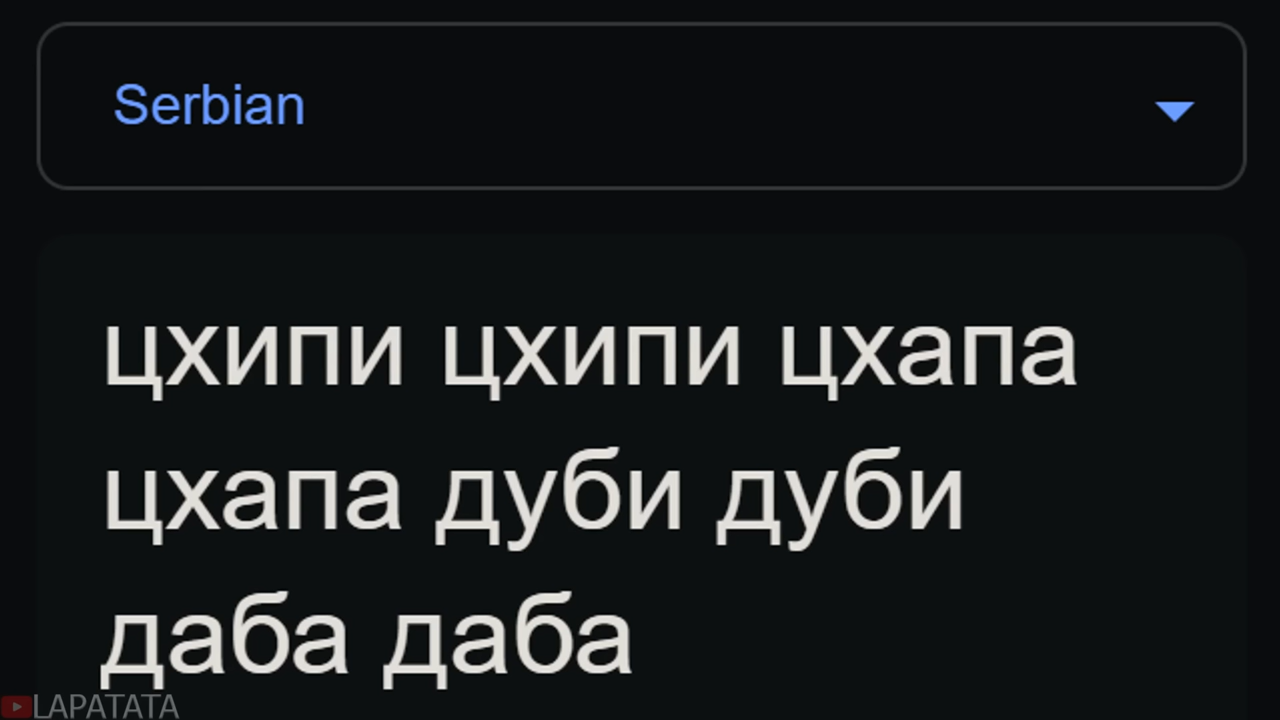 Serbian
цхипи цхипи цхапа
цхапа дуби дуби
даба даба
LAPATATA